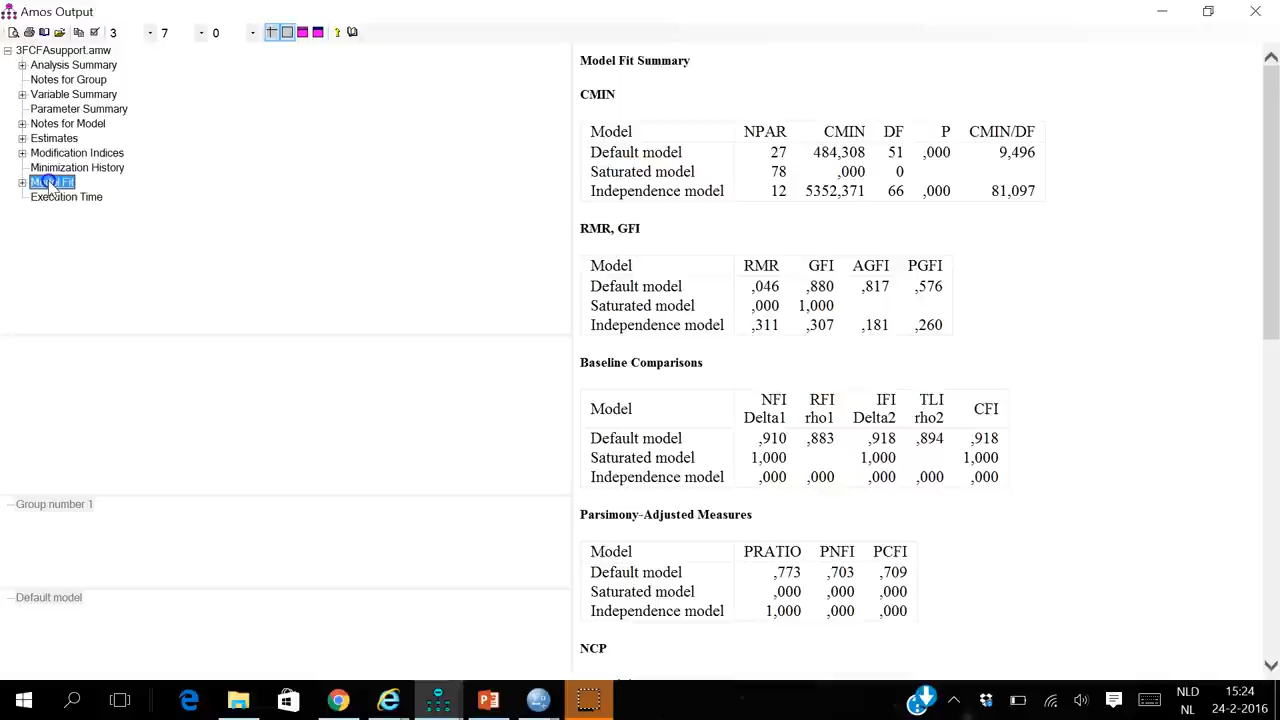 Amos Output
3 7 0
3FCFAsupport.amw
Analysis Summary
Notes for Group
Variable Summary
Parameter Summary
Notes for Model
Estimates
Modification Indices
Minimization History
Model Fit
Execution Time
Group number 1
Default model
Model Fit Summary
CMIN
Model NPAR CMIN DF P CMIN/DF
Default model 27 484,308 51 ,000 9,496
Saturated model 78 ,000 0
Independence model 12 5352,371 66 ,000 81,097
RMR, GFI
Model RMR GFI AGFI PGFI
Default model ,046 ,880 ,817 ,576
Saturated model ,000 1,000
Independence model ,311 ,307 ,181 ,260
Baseline Comparisons
Model NFI Delta1 RFI rho1 IFI Delta2 TLI rho2 CFI
Default model ,910 ,883 ,918 ,894 ,918
Saturated model 1,000 1,000 1,000
Independence model ,000 ,000 ,000 ,000 ,000
Parsimony-Adjusted Measures
Model PRATIO PNFI PCFI
Default model ,773 ,703 ,709
Saturated model ,000 ,000 ,000
Independence model 1,000 ,000 ,000
NCP
NLD 15:24
NL 24-2-2016